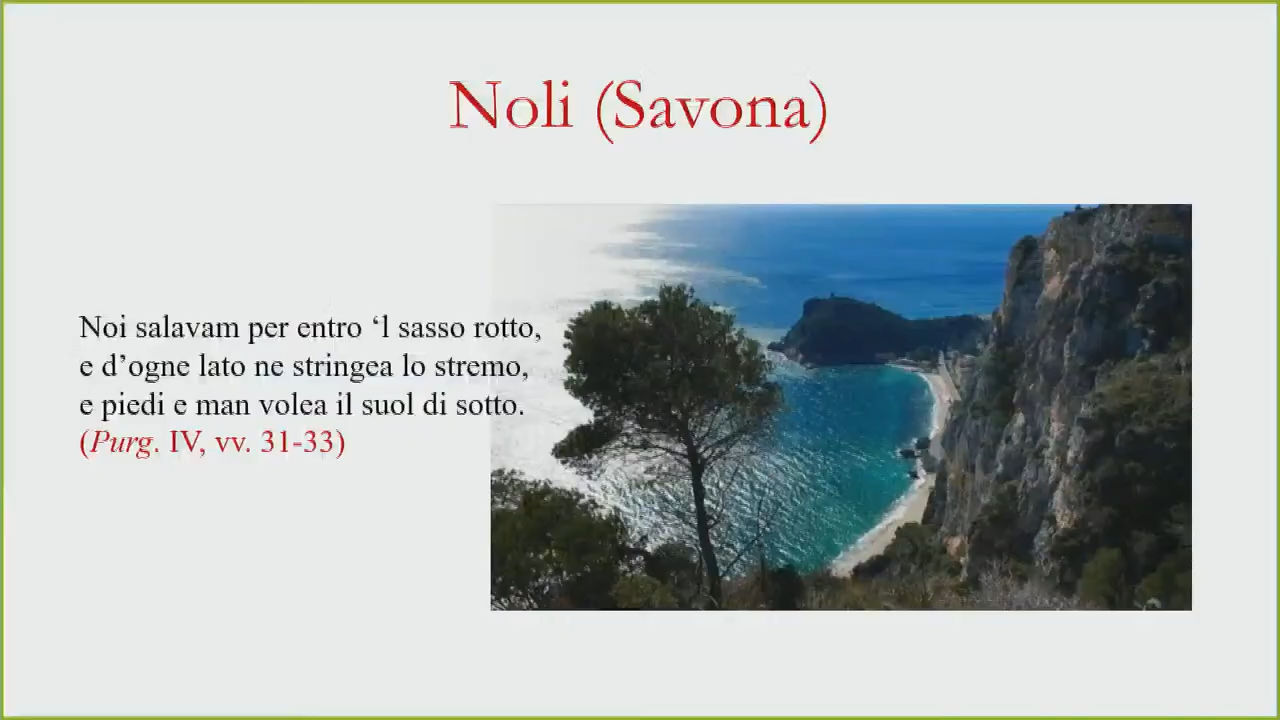 Noli (Savona)
Noi salavam per entro ‘l sasso rotto,
e d’ogne lato ne stringea lo stremo,
e piedi e man volea il suol di sotto.
(Purg. IV, vv. 31-33)